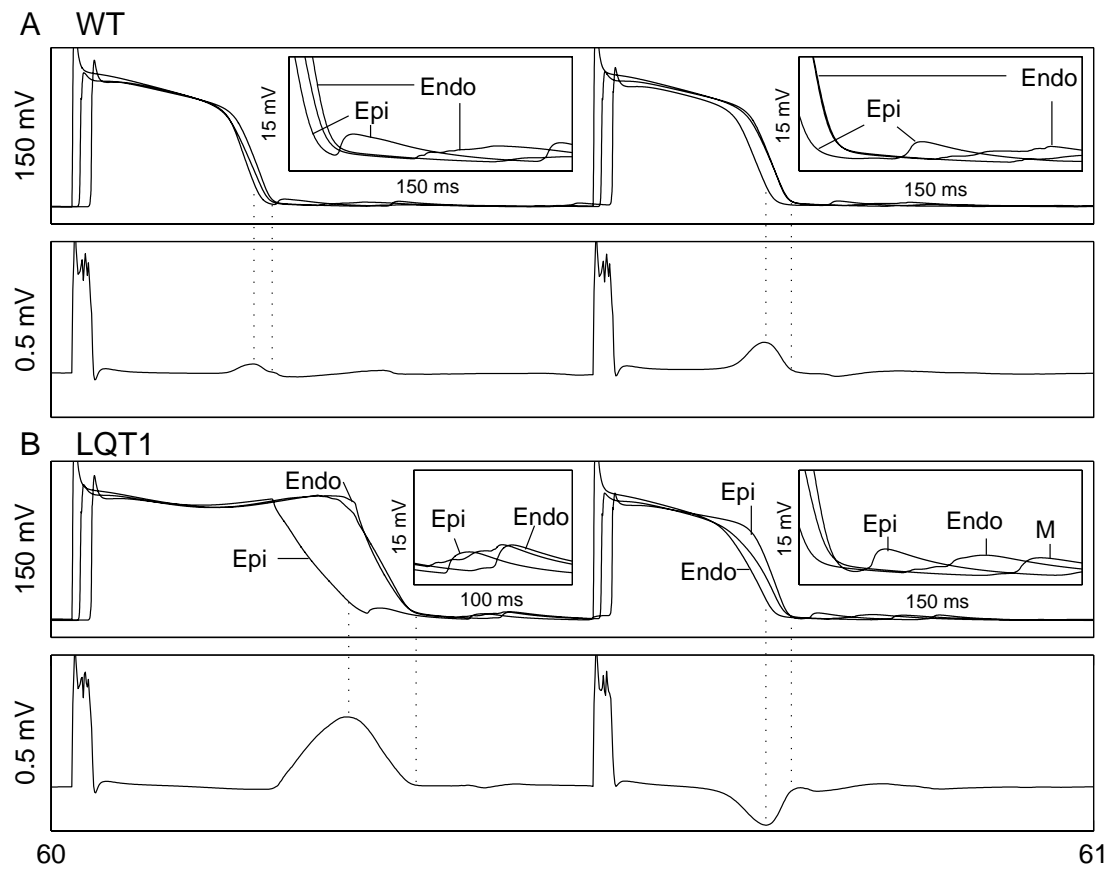 A WT
150 mV
15 mV
Endo
Epi
150 ms
15 mV
Endo
Epi
150 ms
0.5 mV
B LQT1
150 mV
Endo
Epi
15 mV
Epi
Endo
100 ms
Epi
Endo
15 mV
Epi
Endo
M
150 ms
0.5 mV
60
61